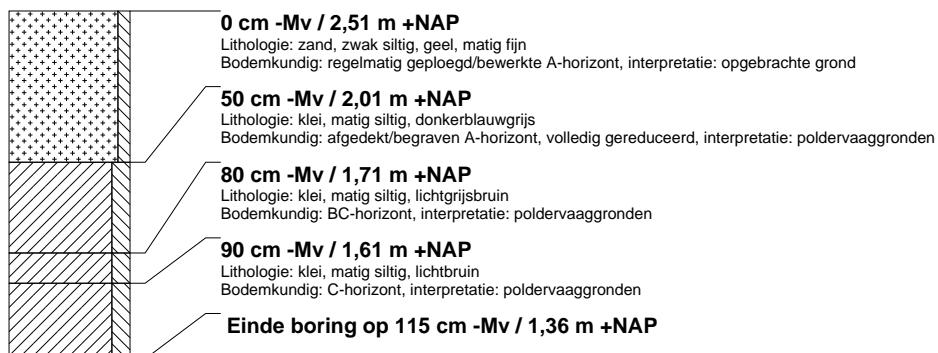 0 cm -Mv / 2,51 m +NAP
Lithologie: zand, zwak siltig, geel, matig fijn
Bodemkundig: regelmatig geploegd/bewerkte A-horizont, interpretatie: opgebrachte grond
50 cm -Mv / 2,01 m +NAP
Lithologie: klei, matig siltig, donkerblauwgrijs
Bodemkundig: afgedekt/begraven A-horizont, volledig gereduceerd, interpretatie: poldervaaggronden
80 cm -Mv / 1,71 m +NAP
Lithologie: klei, matig siltig, lichtgrijsbruin
Bodemkundig: BC-horizont, interpretatie: poldervaaggronden
90 cm -Mv / 1,61 m +NAP
Lithologie: klei, matig siltig, lichtbruin
Bodemkundig: C-horizont, interpretatie: poldervaaggronden
Einde boring op 115 cm -Mv / 1,36 m +NAP